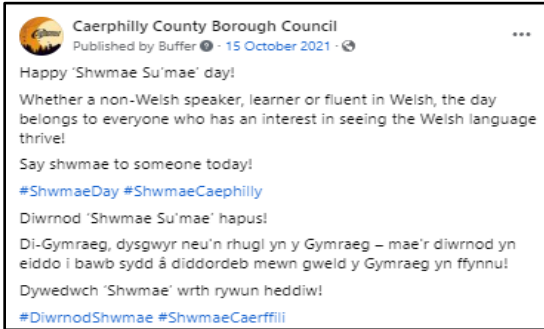 Caerphilly County Borough Council
Published by Buffer · 15 October 2021 ·
Happy 'Shwmae Su'mae' day!
Whether a non-Welsh speaker, learner or fluent in Welsh, the day
belongs to everyone who has an interest in seeing the Welsh language
thrive!
Say shwmae to someone today!
#ShwmaeDay #ShwmaeCaephilly
Diwrnod 'Shwmae Su'mae' hapus!
Di-Gymraeg, dysgwyr neu'n rhugl yn y Gymraeg – mae'r diwrnod yn
eiddo i bawb sydd â diddordeb mewn gweld y Gymraeg yn ffynnu!
Dywedwch 'Shwmae' wrth rywun heddiw!
#DiwrnodShwmae #ShwmaeCaerffili